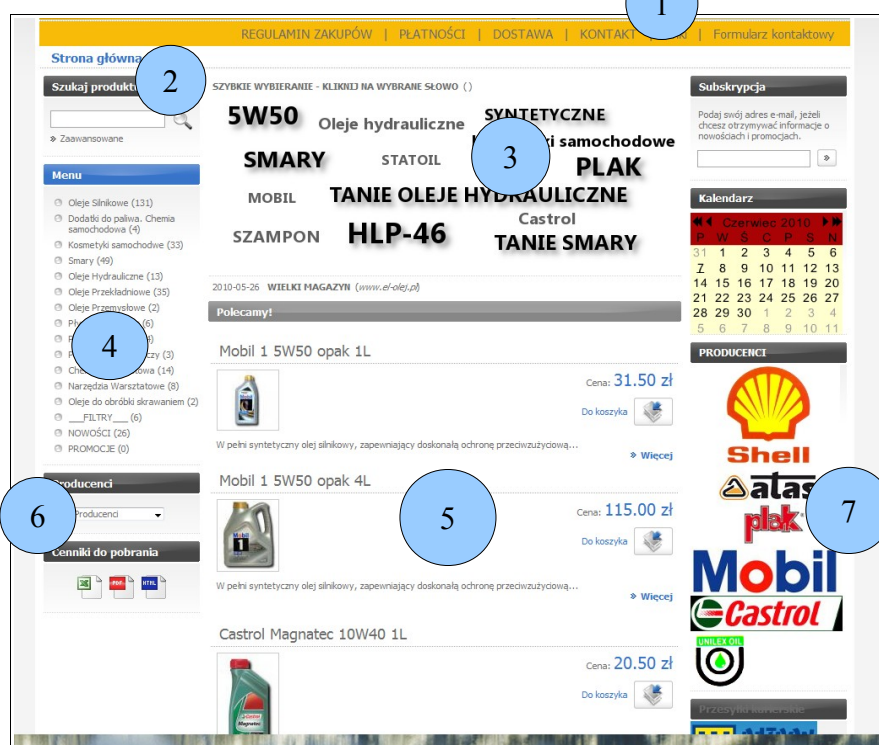 1
REGULAMIN ZAKUPÓW | PŁATNOŚCI | DOSTAWA | KONTAKT | Formularz kontaktowy
Strona główna
2
Szukaj produktu
» Zaawansowane
Menu
Oleje Silnikowe (131)
Dodatki do paliwa. Chemia
samochodowa (4)
Kosmetyki samochodwe (33)
Smary (49)
Oleje Hydrauliczne (13)
Oleje Przekładniowe (35)
Oleje Przemysłowe (2)
(6)
4
(3)
(14)
Narzędzia Warsztatowe (8)
Oleje do obróbki skrawaniem (2)
___FILTRY___ (6)
NOWOŚCI (26)
PROMOCJE (0)
Producenci
6
Producenci
Cenniki do pobrania
PDF HTML
SZYBKIE WYBIERANIE - KLIKNIJ NA WYBRANE SŁOWO ()
5W50 Oleje hydrauliczne SYNTETYCZNE
samochodowe
SMARY STATOIL 3 PLAK
MOBIL TANIE OLEJE HYDRAULICZNE
SZAMPON HLP-46 Castrol
TANIE SMARY
2010-05-26 WIELKI MAGAZYN (www.el-olej.pl)
Polecamy!
Mobil 1 5W50 opak 1L
Cena: 31.50 zł
Do koszyka
W pełni syntetyczny olej silnikowy, zapewniający doskonałą ochronę przeciwzużyciową...
» Więcej
Mobil 1 5W50 opak 4L
5
Cena: 115.00 zł
Do koszyka
W pełni syntetyczny olej silnikowy, zapewniający doskonałą ochronę przeciwzużyciową...
» Więcej
Castrol Magnatec 10W40 1L
Cena: 20.50 zł
Do koszyka
Subskrypcja
Podaj swój adres e-mail, jeżeli
chcesz otrzymywać informacje o
nowościach i promocjach.
»
Kalendarz
Czerwiec 2010
P W Ś C P S N
31 1 2 3 4 5 6
7 8 9 10 11 12 13
14 15 16 17 18 19 20
21 22 23 24 25 26 27
28 29 30 1 2 3 4
5 6 7 8 9 10 11
PRODUCENCI
Shell
atas
plak
7
Mobil
Castrol
UNILEX OIL
Przesyłki kurierskie